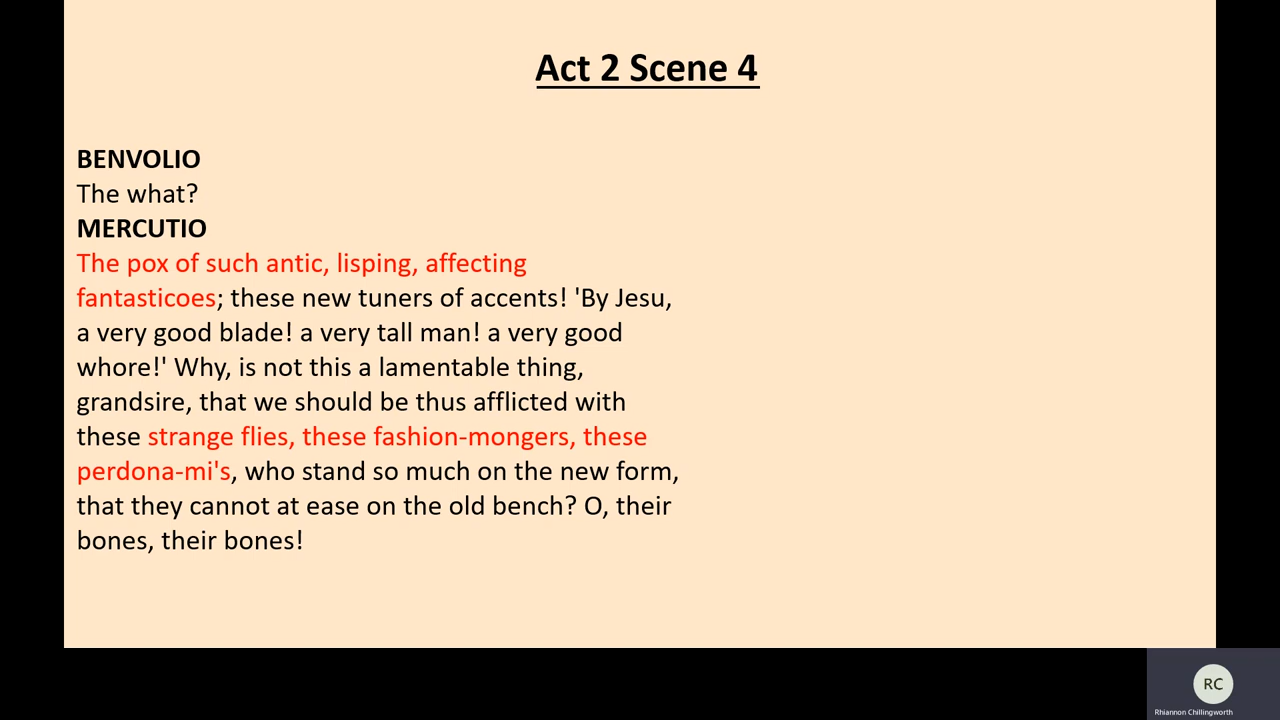 Act 2 Scene 4
BENVOLIO
The what?
MERCUTIO
The pox of such antic, lisping, affecting
fantasticoes; these new tuners of accents! 'By Jesu,
a very good blade! a very tall man! a very good
whore!' Why, is not this a lamentable thing,
grandsire, that we should be thus afflicted with
these strange flies, these fashion-mongers, these
perdona-mi's, who stand so much on the new form,
that they cannot at ease on the old bench? O, their
bones, their bones!
RC
Rhiannon Chillingworth